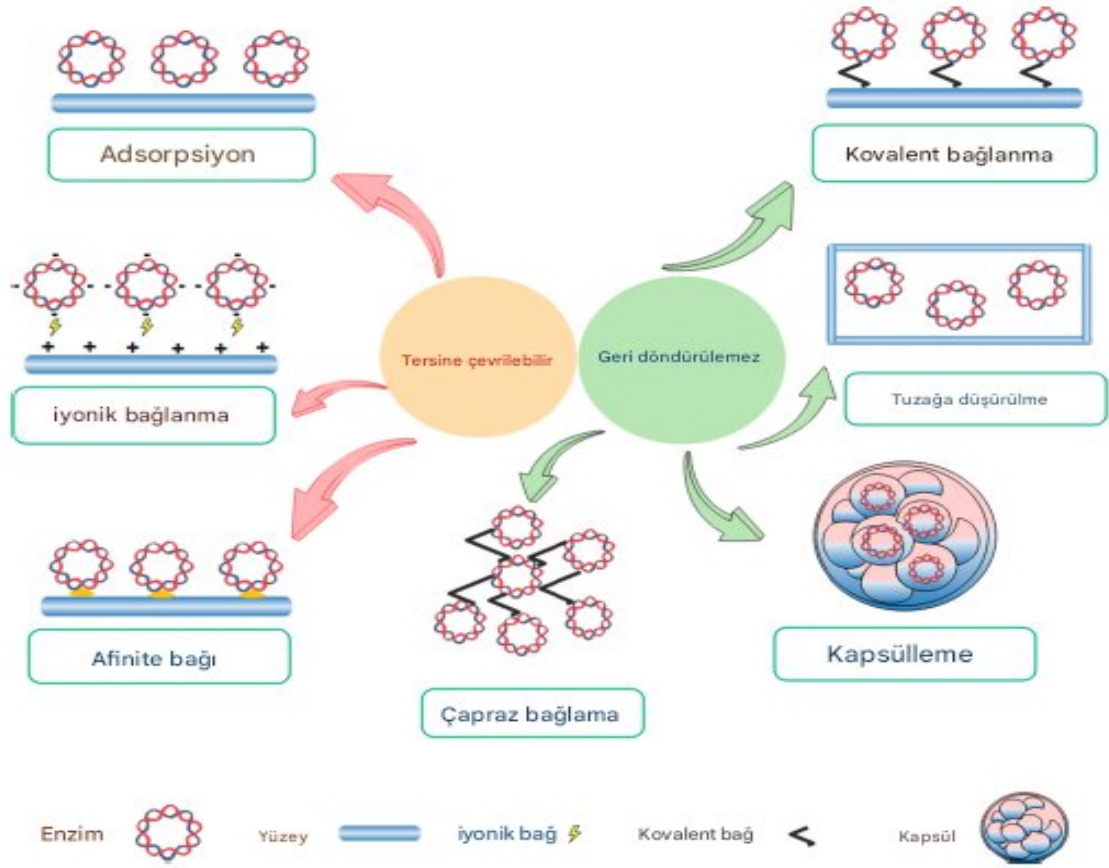 Adsorpsiyon
Kovalent bağlanma
iyonik bağlanma
Tersine çevrilebilir
Geri döndürülemez
Tuzağa düşürülme
Afinite bağı
Çapraz bağlama
Kapsülleme
Enzim
Yüzey
iyonik bağ
Kovalent bağ
Kapsül